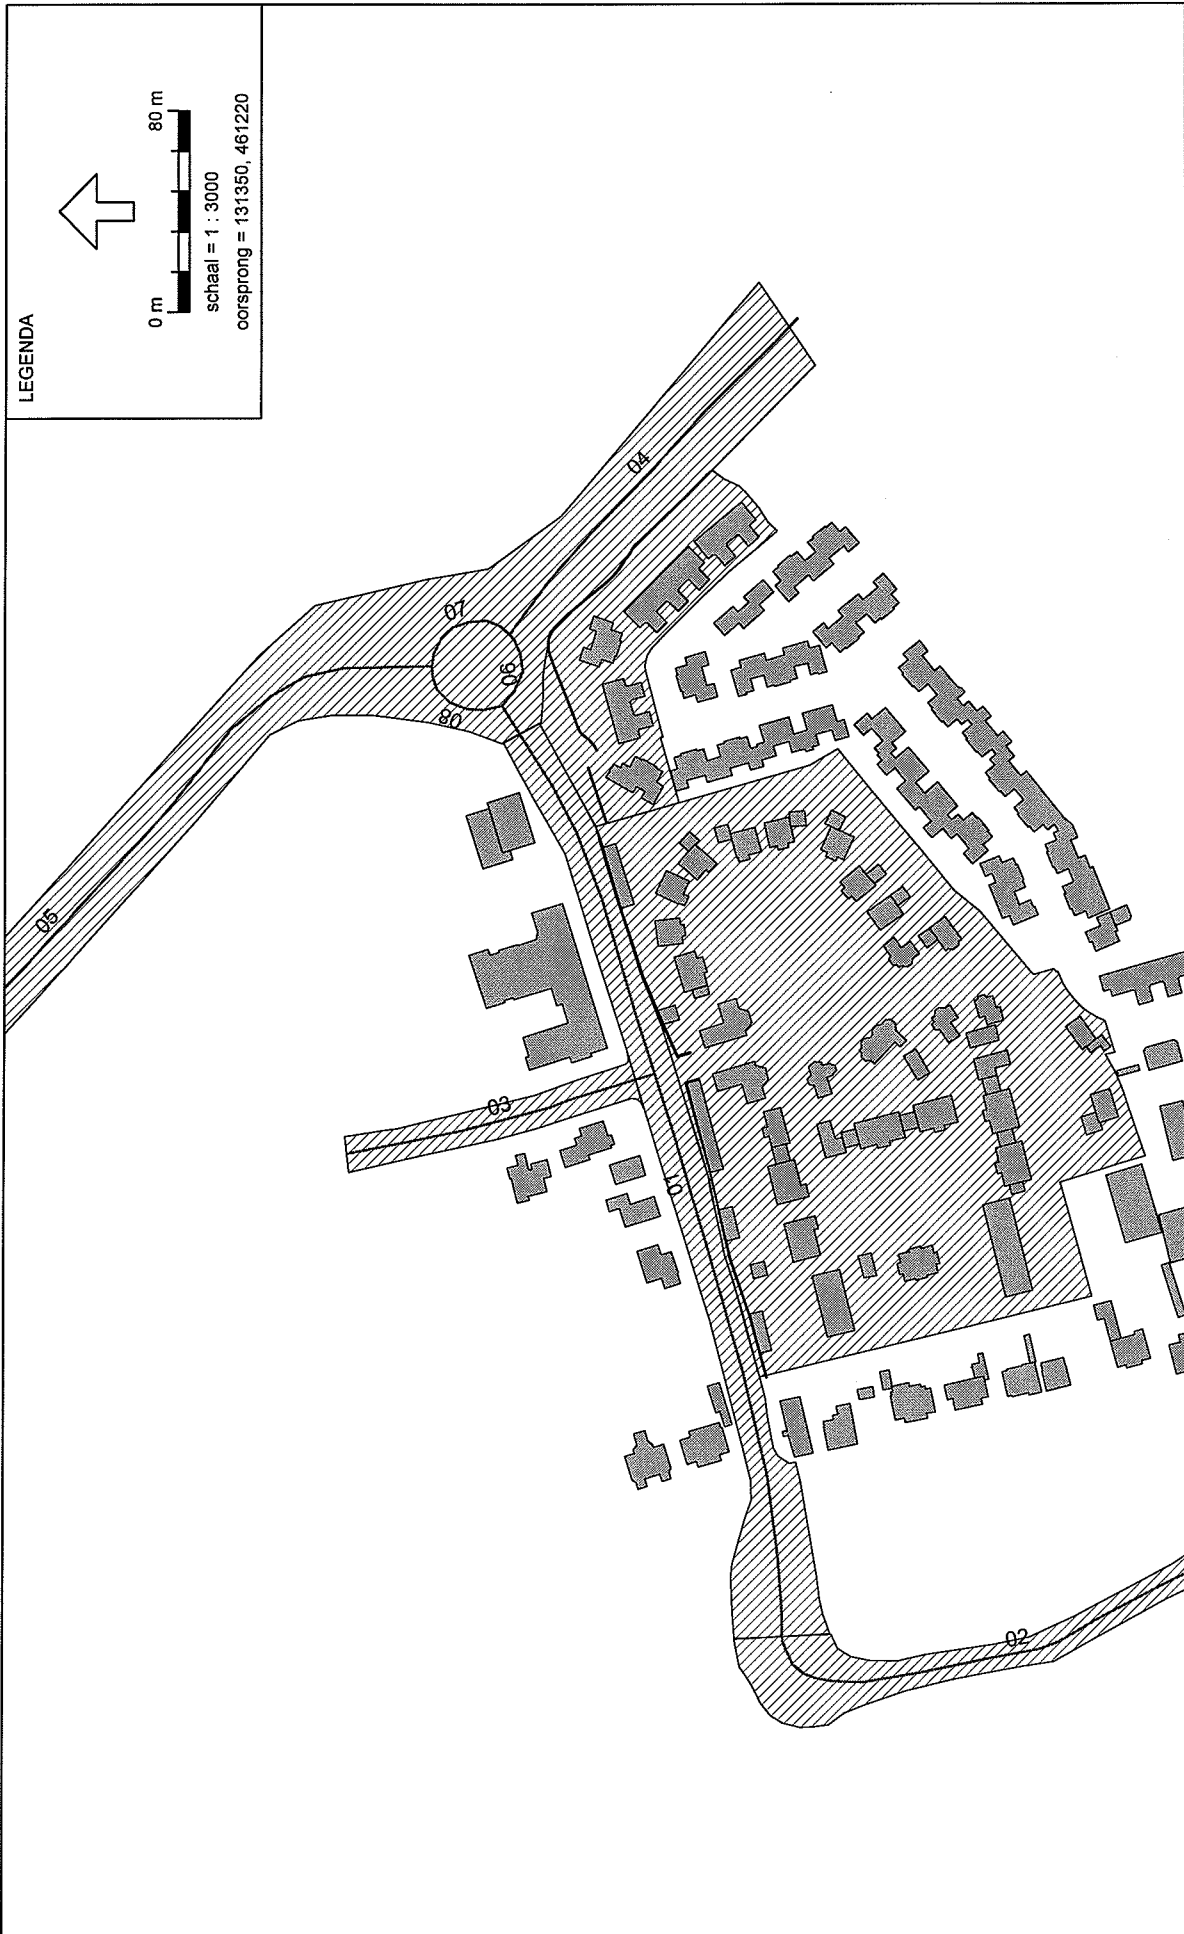 LEGENDA
0 m 80 m
schaal = 1 : 3000
oorsprong = 131350, 461220
05
07
08
06
04
03
01
02